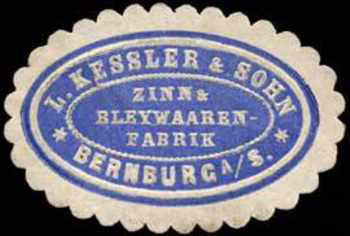 L. KESSLER & SOHN
ZINN &
BLEYWAAREN-
FABRIK
BERNBURG A/S.